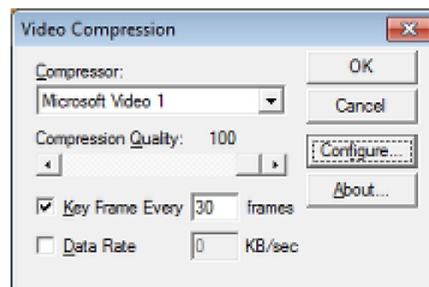 Video Compression
Compressor:
OK
Microsoft Video 1
Cancel
Compression Quality: 100
Configure...
About...
Key Frame Every 30 frames
Data Rate 0 KB/sec